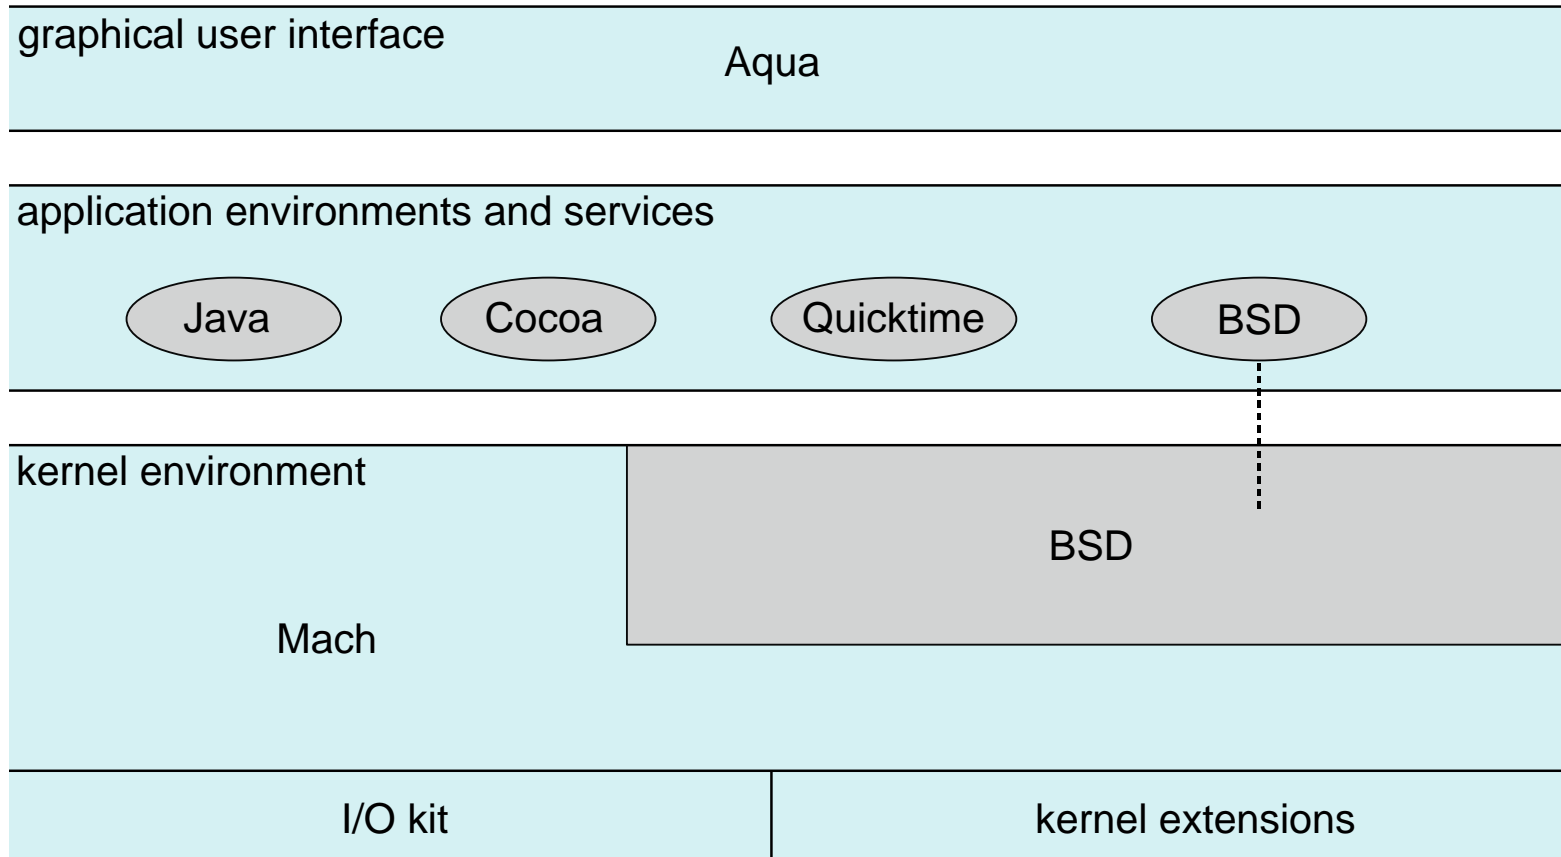 graphical user interface
Aqua
application environments and services
Java
Cocoa
Quicktime
BSD
kernel environment
BSD
Mach
I/O kit
kernel extensions